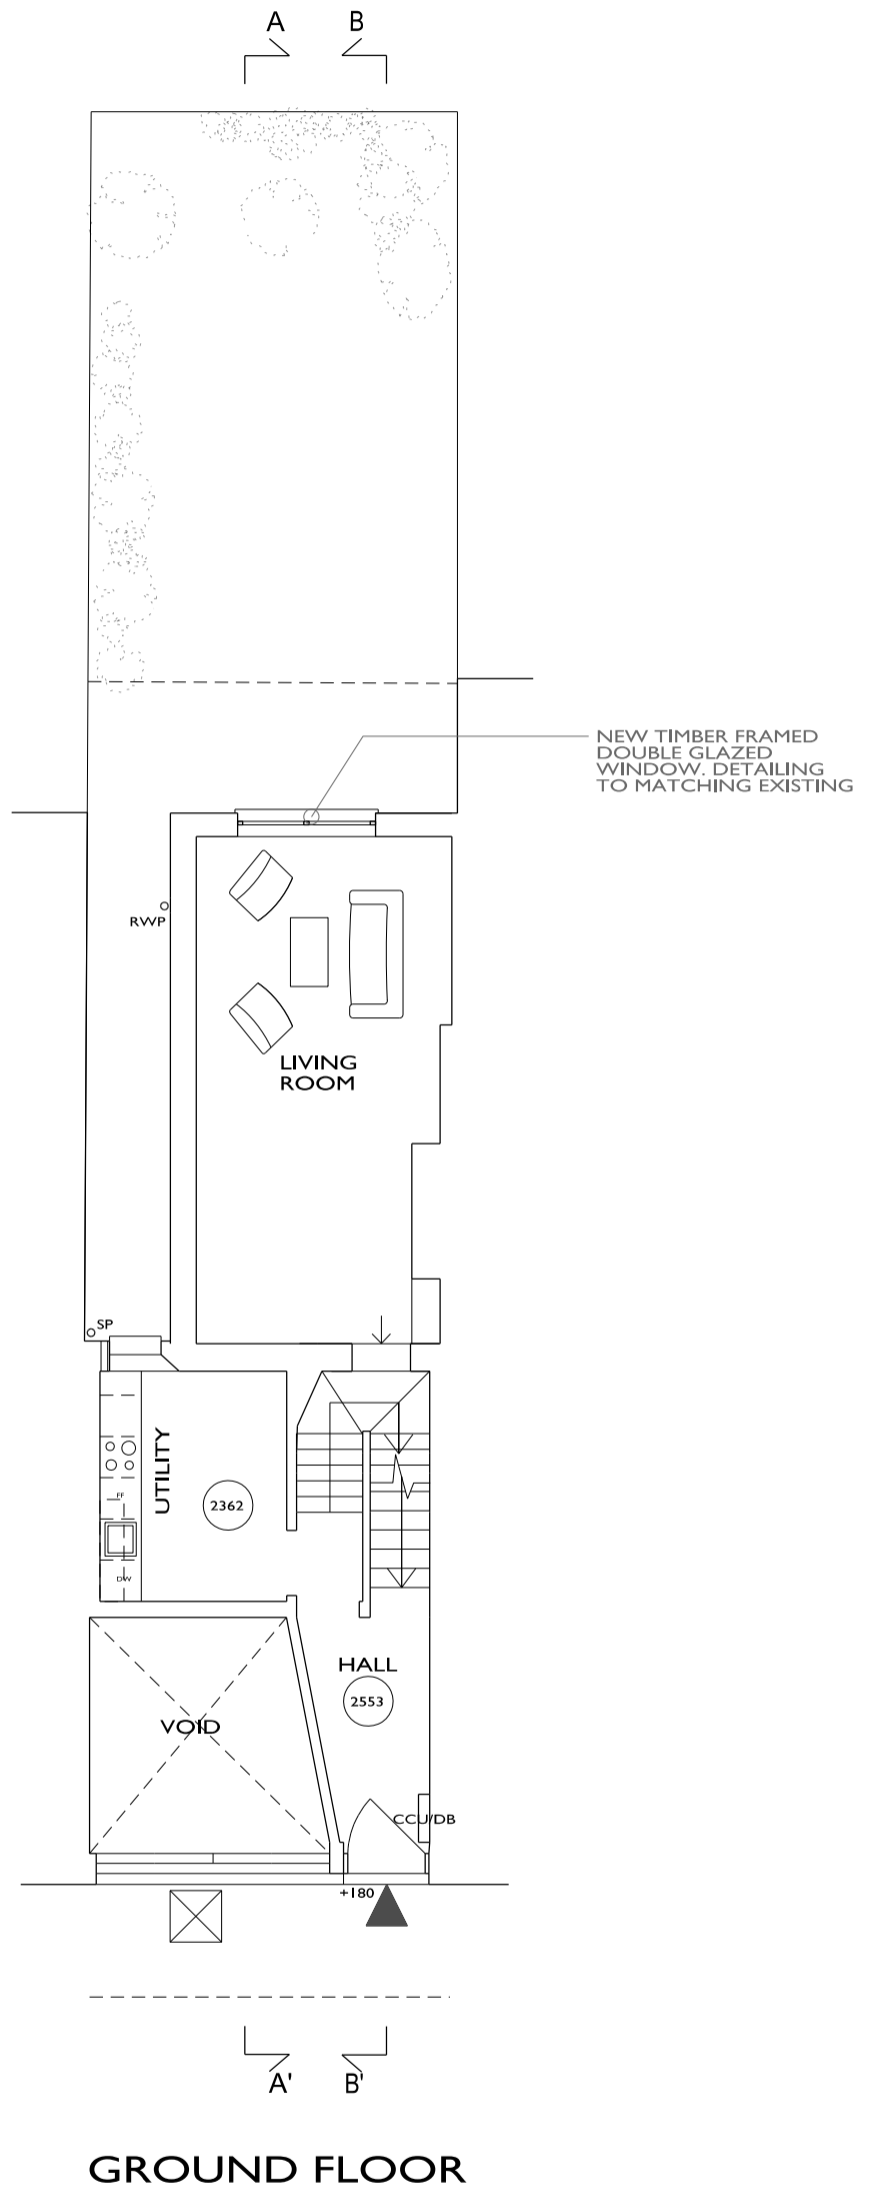 A B
NEW TIMBER FRAMED
DOUBLE GLAZED
WINDOW. DETAILING
TO MATCHING EXISTING
RWP
LIVING
ROOM
SP
UTILITY
FF
2362
DW
HALL
2553
VOID
CCU/DB
+180
A' B'
GROUND FLOOR